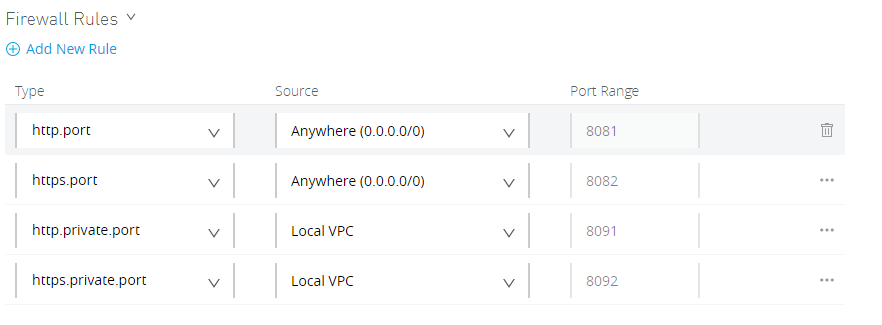 Firewall Rules
Add New Rule
Type Source Port Range
http.port Anywhere (0.0.0.0/0) 8081
https.port Anywhere (0.0.0.0/0) 8082
http.private.port Local VPC 8091
https.private.port Local VPC 8092